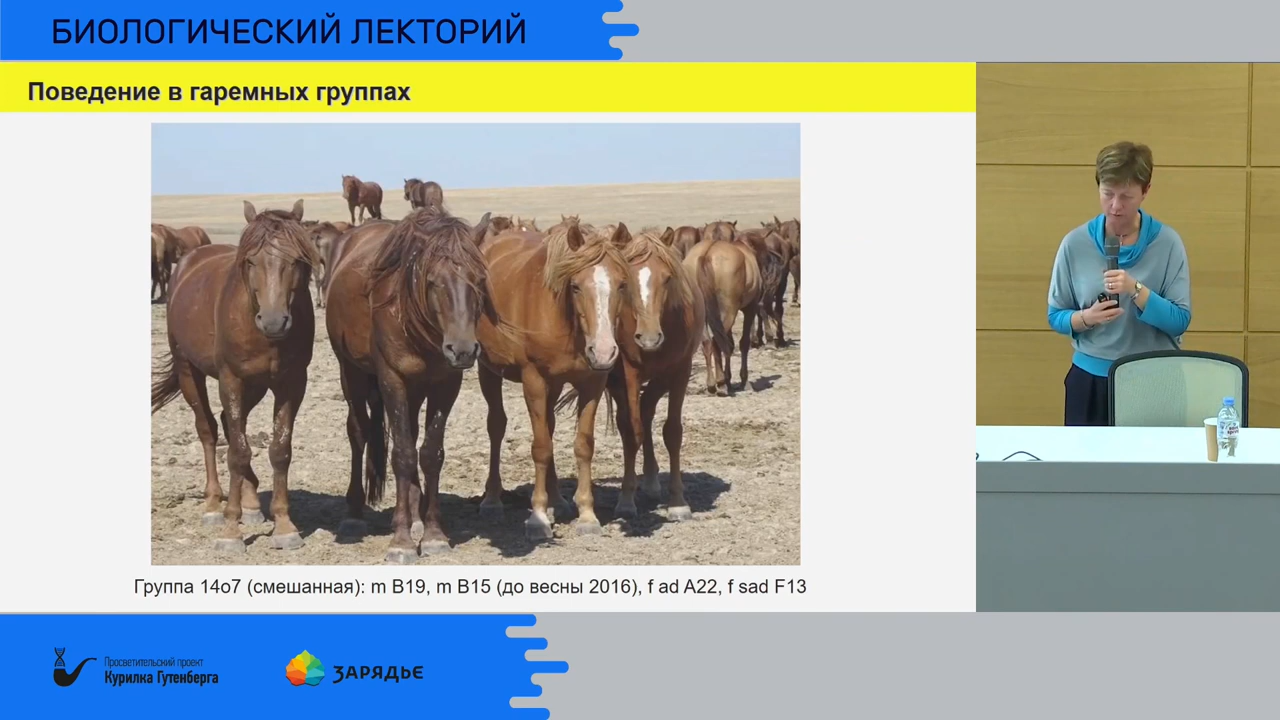 БИОЛОГИЧЕСКИЙ ЛЕКТОРИЙ
Поведение в гаремных группах
Группа 14о7 (смешанная): m B19, m B15 (до весны 2016), f ad A22, f sad F13
Просветительский проект
Курилка Гутенберга
ЗАРЯДЬЕ